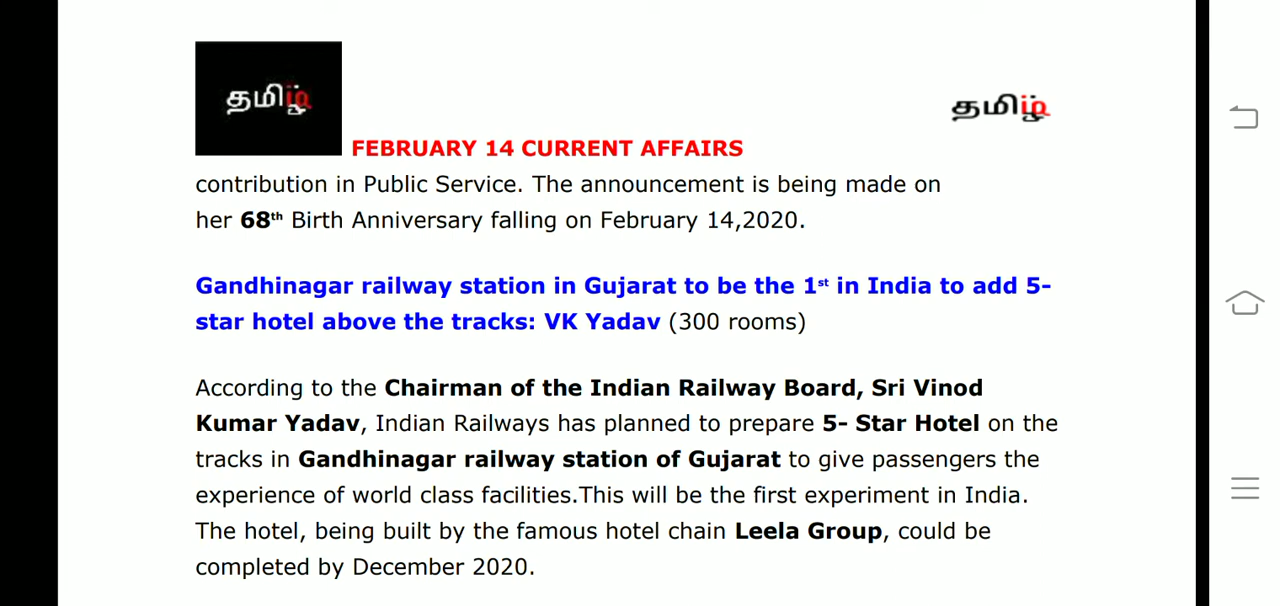 தமிழ்
தமிழ்
FEBRUARY 14 CURRENT AFFAIRS
contribution in Public Service. The announcement is being made on
her 68th Birth Anniversary falling on February 14,2020.
Gandhinagar railway station in Gujarat to be the 1st in India to add 5-
star hotel above the tracks: VK Yadav (300 rooms)
According to the Chairman of the Indian Railway Board, Sri Vinod
Kumar Yadav, Indian Railways has planned to prepare 5- Star Hotel on the
tracks in Gandhinagar railway station of Gujarat to give passengers the
experience of world class facilities.This will be the first experiment in India.
The hotel, being built by the famous hotel chain Leela Group, could be
completed by December 2020.